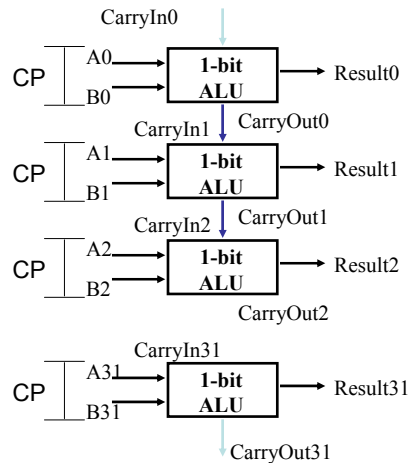 CarryIn0
CP
A0
B0
1-bit
ALU
Result0
CarryIn1
CarryOut0
CP
A1
B1
1-bit
ALU
Result1
CarryIn2
CarryOut1
CP
A2
B2
1-bit
ALU
Result2
CarryOut2
CarryIn31
CP
A31
B31
1-bit
ALU
Result31
CarryOut31